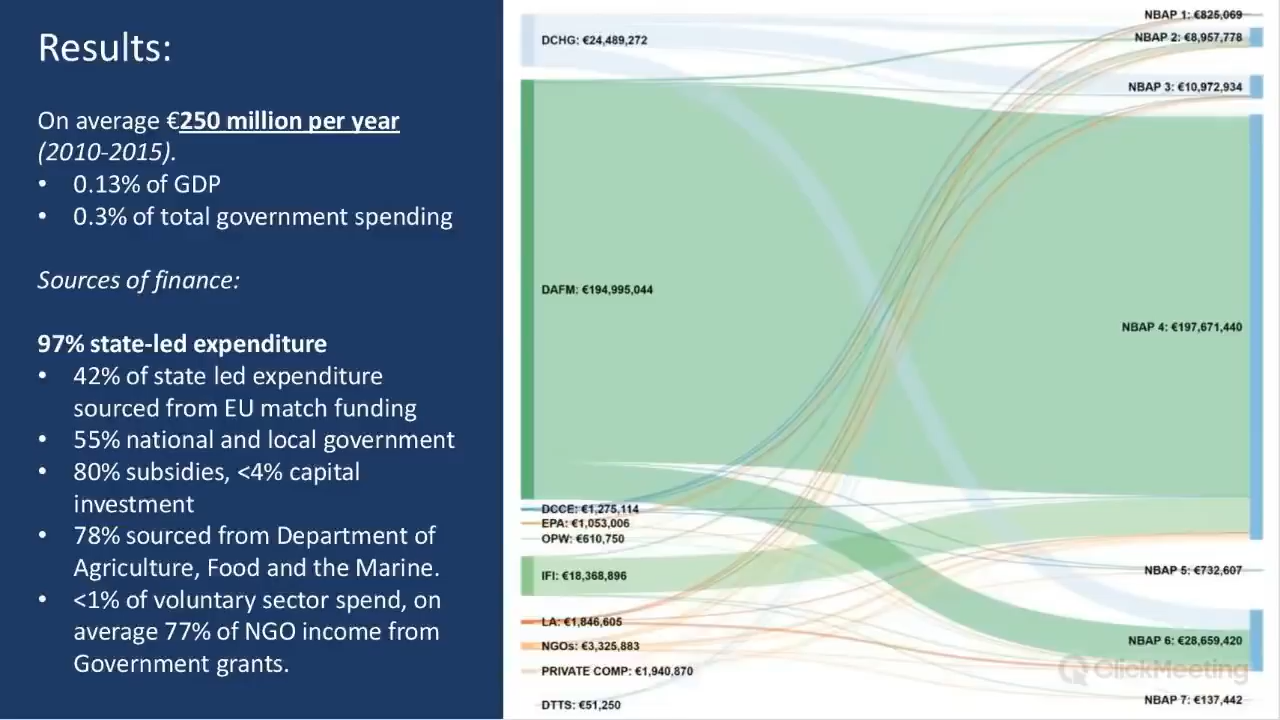 Results:
On average €250 million per year
(2010-2015).
• 0.13% of GDP
• 0.3% of total government spending
Sources of finance:
97% state-led expenditure
• 42% of state led expenditure
sourced from EU match funding
• 55% national and local government
• 80% subsidies, <4% capital
investment
• 78% sourced from Department of
Agriculture, Food and the Marine.
• <1% of voluntary sector spend, on
average 77% of NGO income from
Government grants.
DCHG: €24,489,272
DAFM: €194,995,044
DCCE: €1,275,114
EPA: €1,053,006
OPW: €610,750
IFI: €18,368,896
LA: €1,846,605
NGOs: €3,325,883
PRIVATE COMP: €1,940,870
DTTS: €51,250
NBAP 1: €825,069
NBAP 2: €8,957,778
NBAP 3: €10,972,934
NBAP 4: €197,671,440
NBAP 5: €732,607
NBAP 6: €28,659,420
ClickMeeting
NBAP 7: €137,442